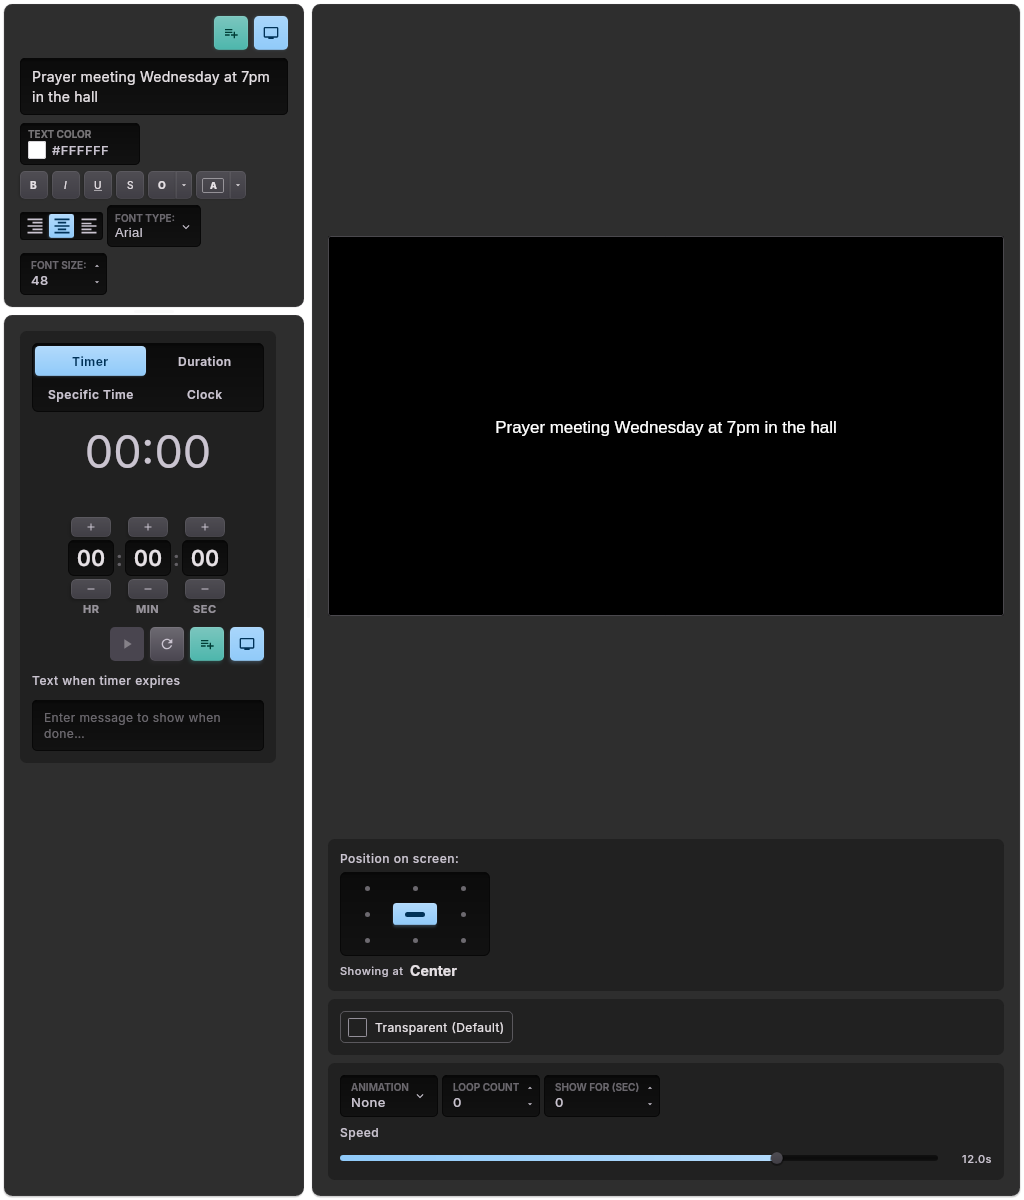 Prayer meeting Wednesday at 7pm
in the hall
TEXT COLOR
#FFFFFF
B I U S O A
FONT TYPE:
Arial
FONT SIZE:
48
Timer Duration
Specific Time Clock
00:00
+ + +
00 : 00 : 00
− − −
HR MIN SEC
Text when timer expires
Enter message to show when
done...
Prayer meeting Wednesday at 7pm in the hall
Position on screen:
Showing at Center
Transparent (Default)
ANIMATION LOOP COUNT SHOW FOR (SEC)
None 0 0
Speed
12.0s